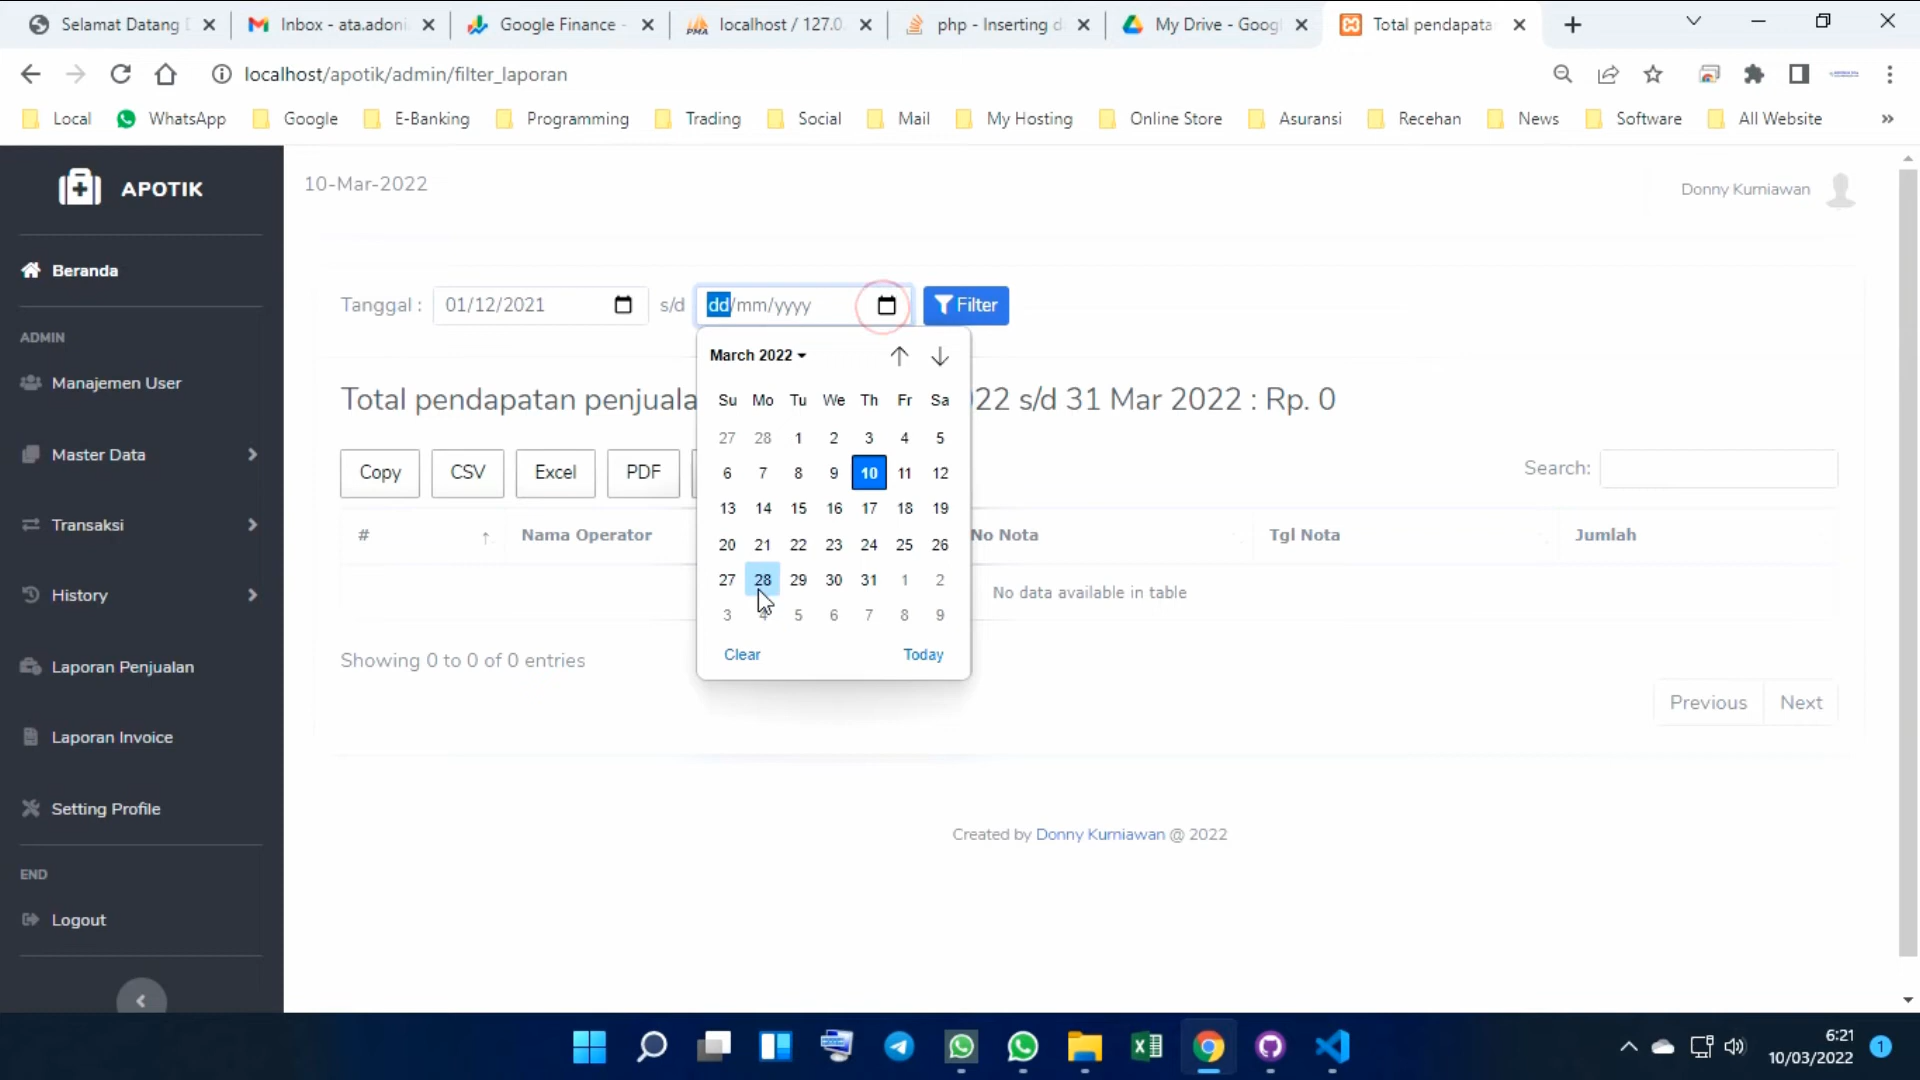 Selamat Datang
Inbox - ata.adoni
Google Finance -
localhost / 127.0.
php - Inserting d
My Drive - Googl
Total pendapata
localhost/apotik/admin/filter_laporan
Local
WhatsApp
Google
E-Banking
Programming
Trading
Social
Mail
My Hosting
Online Store
Asuransi
Recehan
News
Software
All Website
»
APOTIK
10-Mar-2022
Donny Kurniawan
Beranda
ADMIN
Manajemen User
Master Data
Transaksi
History
Laporan Penjualan
Laporan Invoice
Setting Profile
END
Logout
Tanggal : 01/12/2021 s/d dd/mm/yyyy Filter
March 2022
Su Mo Tu We Th Fr Sa
27 28 1 2 3 4 5
6 7 8 9 10 11 12
13 14 15 16 17 18 19
20 21 22 23 24 25 26
27 28 29 30 31 1 2
3 4 5 6 7 8 9
Clear Today
Total pendapatan penjuala 022 s/d 31 Mar 2022 : Rp. 0
Copy CSV Excel PDF
Search:
# Nama Operator No Nota Tgl Nota Jumlah
No data available in table
Showing 0 to 0 of 0 entries
Previous Next
Created by Donny Kurniawan @ 2022
6:21
10/03/2022
1